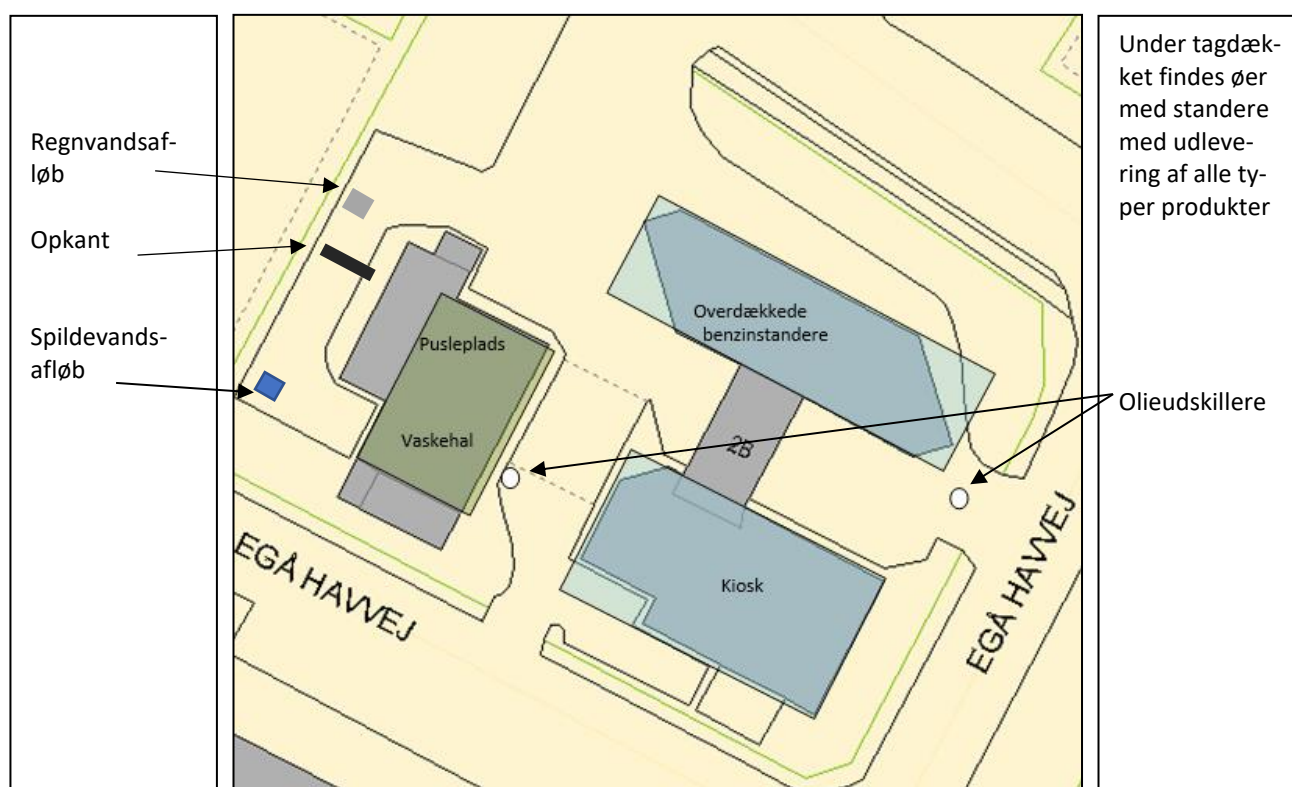 Regnvandsaf-
løb
Opkant
Spildevands-
afløb
Pusleplads
Vaskehal
Overdækkede
benzinstandere
2B
Kiosk
EGÅ HAVVEJ
EGÅ HAVVEJ
Under tagdæk-
ket findes øer
med standere
med udleve-
ring af alle ty-
per produkter
Olieudskillere